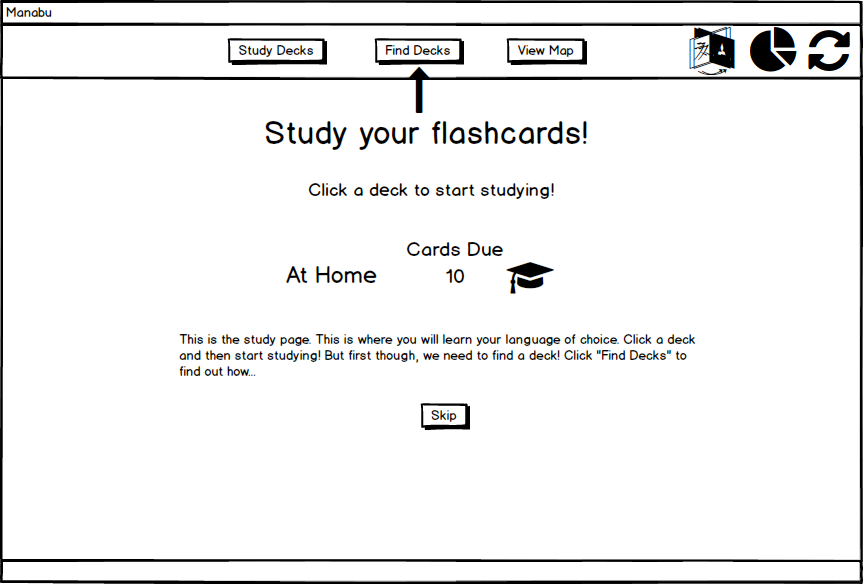 Manabu
Study Decks
Find Decks
View Map
Study your flashcards!
Click a deck to start studying!
Cards Due
At Home
10
This is the study page. This is where you will learn your language of choice. Click a deck
and then start studying! But first though, we need to find a deck! Click "Find Decks" to
find out how...
Skip